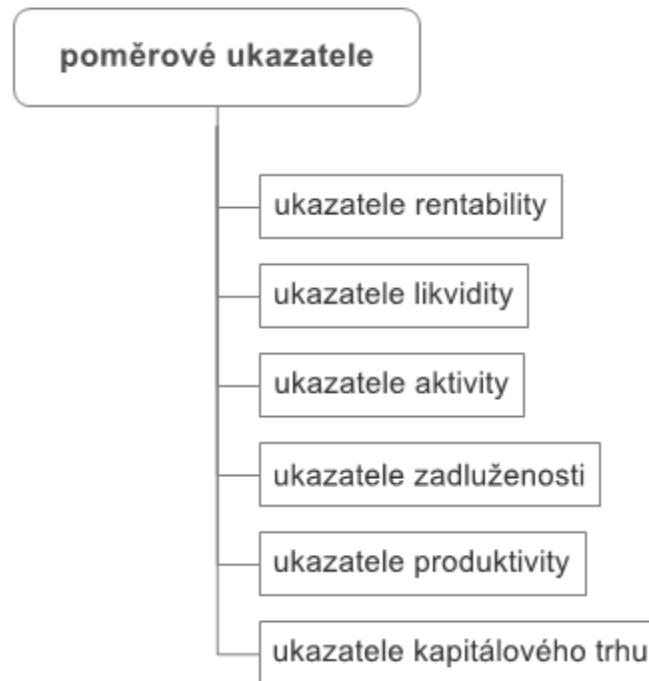 poměrové ukazatele
ukazatele rentability
ukazatele likvidity
ukazatele aktivity
ukazatele zadluženosti
ukazatele produktivity
ukazatele kapitálového trhu